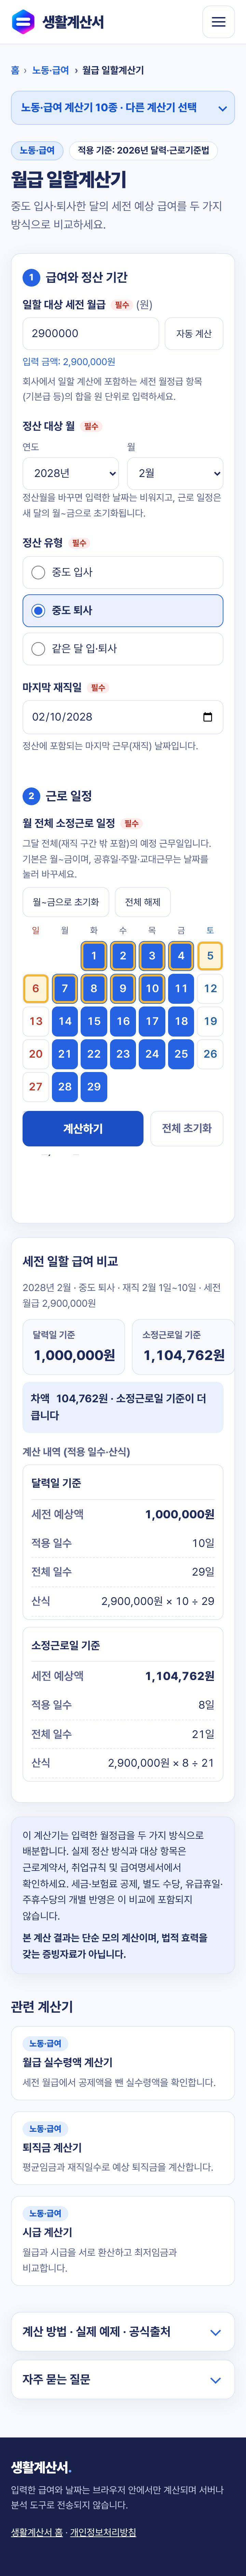 생활계산서
홈 › 노동·급여 › 월급 일할계산기
노동·급여 계산기 10종 · 다른 계산기 선택
노동·급여
적용 기준: 2026년 달력·근로기준법
월급 일할계산기
중도 입사·퇴사한 달의 세전 예상 급여를 두 가지
방식으로 비교하세요.
1 급여와 정산 기간
일할 대상 세전 월급 필수 (원)
2900000
자동 계산
입력 금액: 2,900,000원
회사에서 일할 계산에 포함하는 세전 월정급 항목
(기본급 등)의 합을 원 단위로 입력하세요.
정산 대상 월 필수
연도
월
2028년
2월
정산월을 바꾸면 입력한 날짜는 비워지고, 근로 일정은
새 달의 월~금으로 초기화됩니다.
정산 유형 필수
중도 입사
중도 퇴사
같은 달 입·퇴사
마지막 재직일 필수
02/10/2028
정산에 포함되는 마지막 근무(재직) 날짜입니다.
2 근로 일정
월 전체 소정근로 일정 필수
그달 전체(재직 구간 밖 포함)의 예정 근무일입니다.
기본은 월~금이며, 공휴일·주말·교대근무는 날짜를
눌러 바꾸세요.
월~금으로 초기화
전체 해제
일 월 화 수 목 금 토
1 2 3 4 5
6 7 8 9 10 11 12
13 14 15 16 17 18 19
20 21 22 23 24 25 26
27 28 29
계산하기
전체 초기화
세전 일할 급여 비교
2028년 2월 · 중도 퇴사 · 재직 2월 1일~10일 · 세전
월급 2,900,000원
달력일 기준
1,000,000원
소정근로일 기준
1,104,762원
차액 104,762원 · 소정근로일 기준이 더
큽니다
계산 내역 (적용 일수·산식)
달력일 기준
세전 예상액 1,000,000원
적용 일수 10일
전체 일수 29일
산식 2,900,000원 × 10 ÷ 29
소정근로일 기준
세전 예상액 1,104,762원
적용 일수 8일
전체 일수 21일
산식 2,900,000원 × 8 ÷ 21
이 계산기는 입력한 월정급을 두 가지 방식으로
배분합니다. 실제 정산 방식과 대상 항목은
근로계약서, 취업규칙 및 급여명세서에서
확인하세요. 세금·보험료 공제, 별도 수당, 유급휴일·
주휴수당의 개별 반영은 이 비교에 포함되지
않습니다.
본 계산 결과는 단순 모의 계산이며, 법적 효력을
갖는 증빙자료가 아닙니다.
관련 계산기
노동·급여
월급 실수령액 계산기
세전 월급에서 공제액을 뺀 실수령액을 확인합니다.
노동·급여
퇴직금 계산기
평균임금과 재직일수로 예상 퇴직금을 계산합니다.
노동·급여
시급 계산기
월급과 시급을 서로 환산하고 최저임금과
비교합니다.
계산 방법 · 실제 예제 · 공식출처
자주 묻는 질문
생활계산서.
입력한 급여와 날짜는 브라우저 안에서만 계산되며 서버나
분석 도구로 전송되지 않습니다.
생활계산서 홈 · 개인정보처리방침